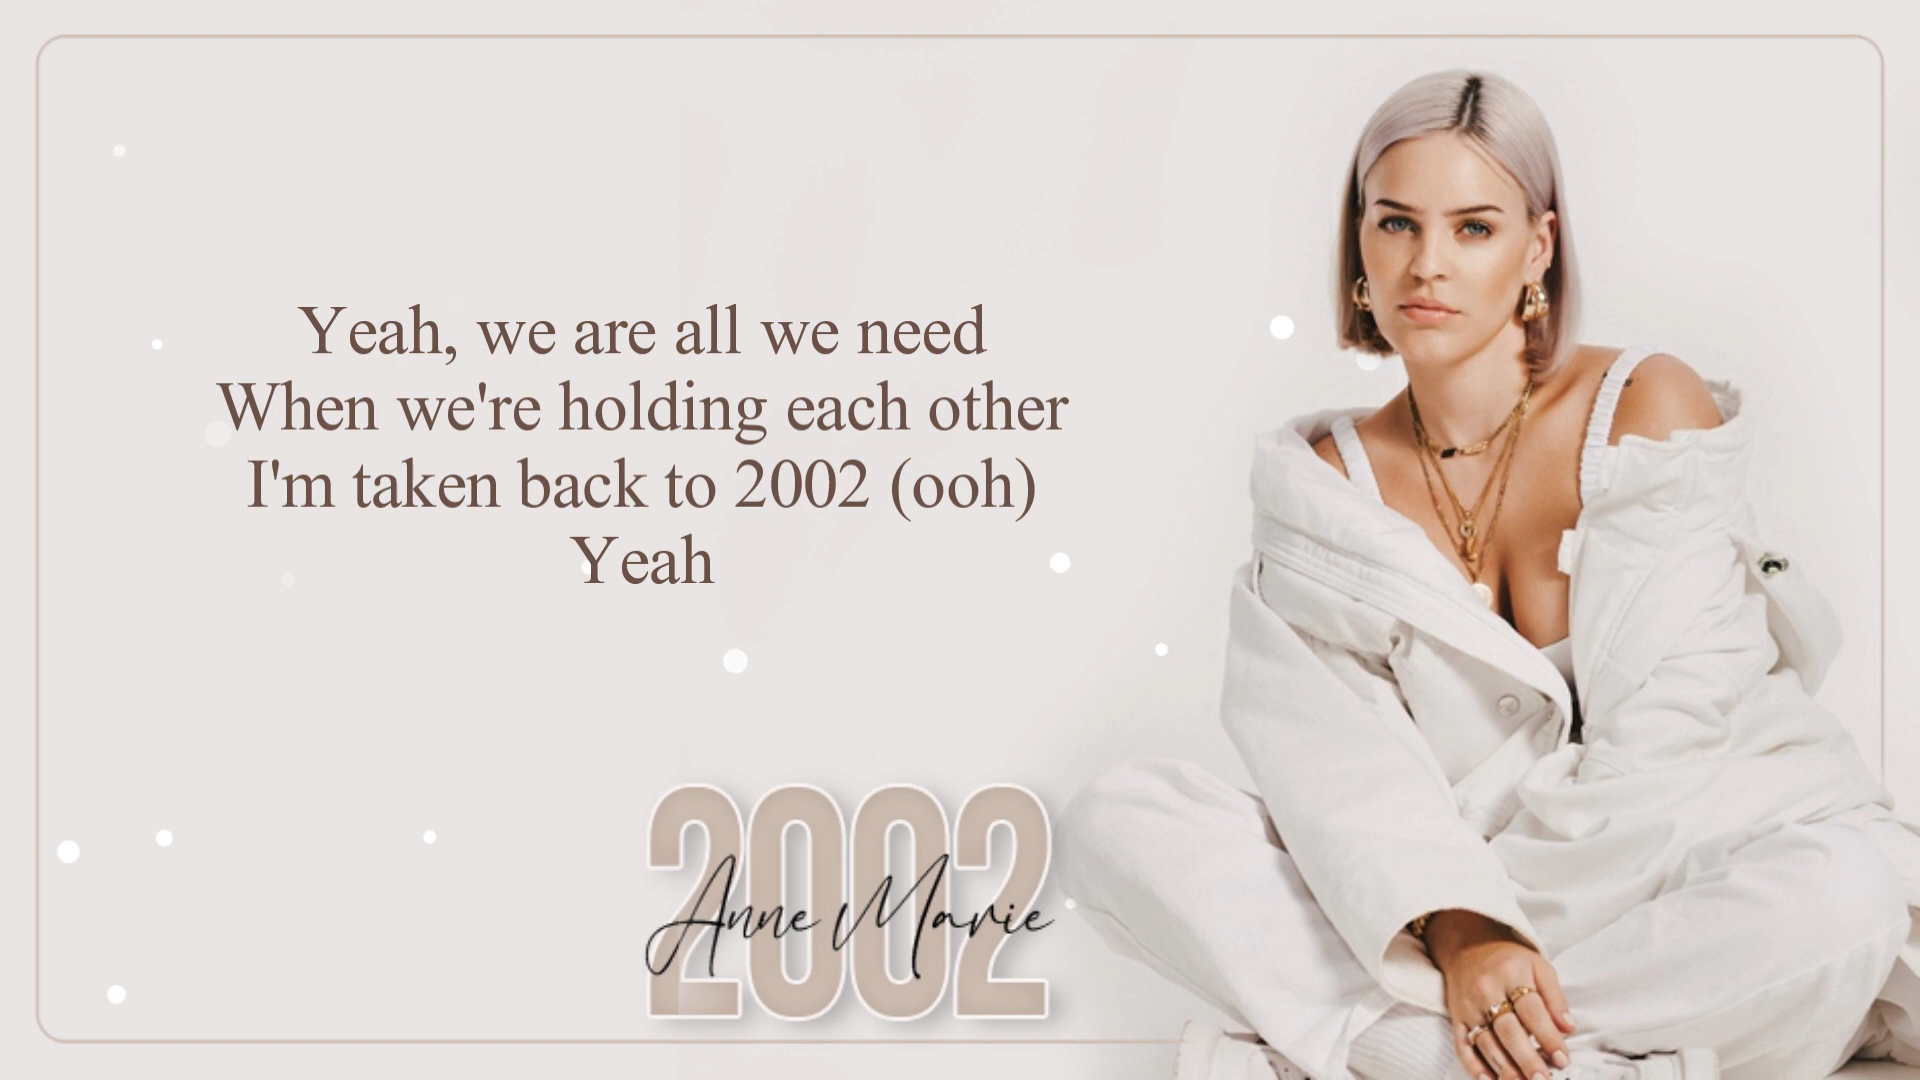 Yeah, we are all we need
When we're holding each other
I'm taken back to 2002 (ooh)
Yeah
2002
Anne Marie